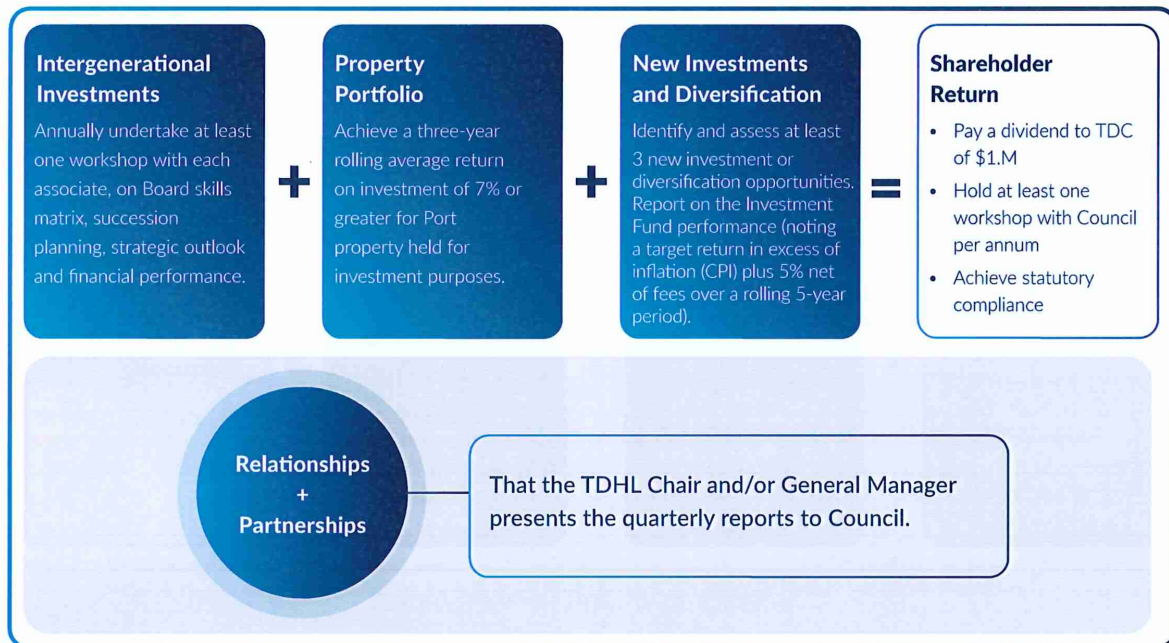 Intergenerational
Investments
Annually undertake at least
one workshop with each
associate, on Board skills
matrix, succession
planning, strategic outlook
and financial performance.
+
Property
Portfolio
Achieve a three-year
rolling average return
on investment of 7% or
greater for Port
property held for
investment purposes.
+
New Investments
and Diversification
Identify and assess at least
3 new investment or
diversification opportunities.
Report on the Investment
Fund performance (noting
a target return in excess of
inflation (CPI) plus 5% net
of fees over a rolling 5-year
period).
=
Shareholder
Return
• Pay a dividend to TDC
of $1.M
• Hold at least one
workshop with Council
per annum
• Achieve statutory
compliance
Relationships
+
Partnerships
That the TDHL Chair and/or General Manager
presents the quarterly reports to Council.